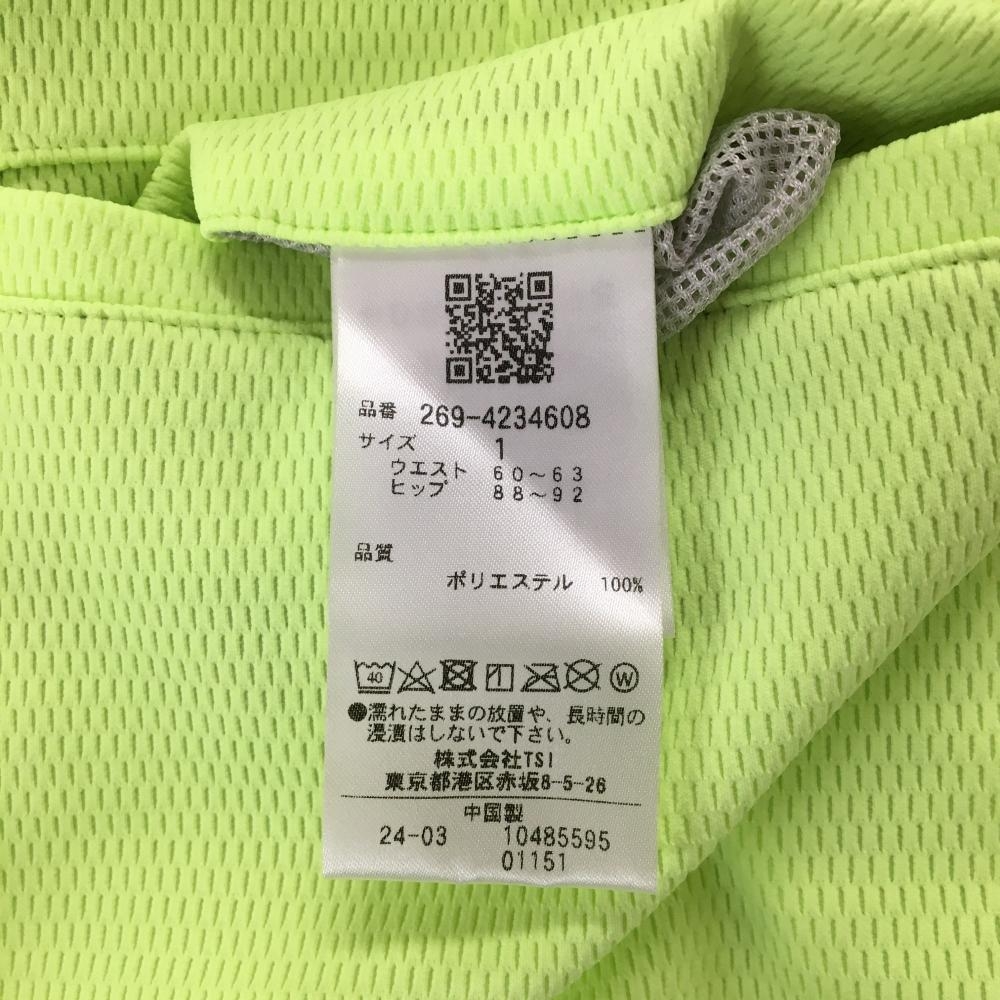 品番 269-4234608
サイズ 1
ウエスト 60～63
ヒップ 88～92
品質
ポリエステル 100%
40 W
●濡れたままの放置や、長時間の
浸漬はしないで下さい。
株式会社TSI
東京都港区赤坂8-5-26
中国製
24-03 10485595
01151